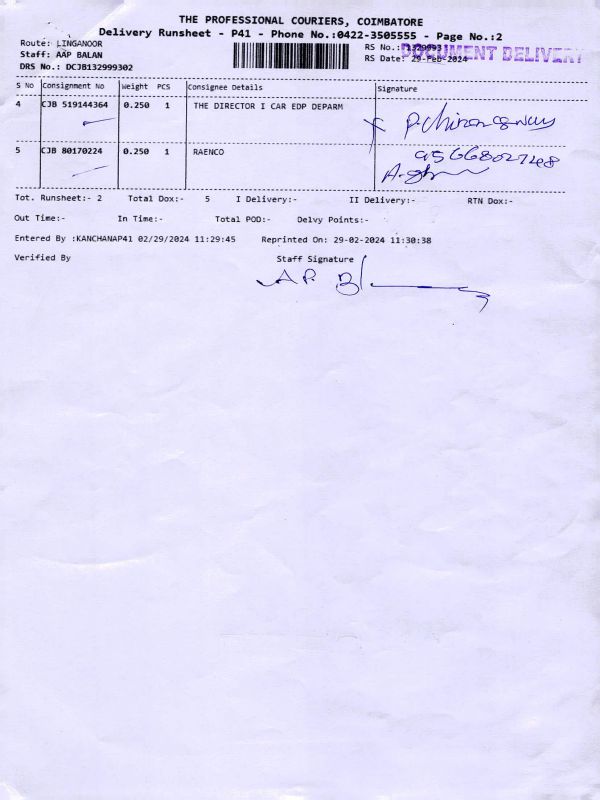 THE PROFESSIONAL COURIERS, COIMBATORE
Delivery Runsheet - P41 - Phone No.:0422-3505555 - Page No.:2
Route: LINGANOOR
Staff: AAP BALAN
DRS No.: DCJB132999302
RS No.:
DOCUMENT DELIVERY
RS Date: 29-Feb-2024
S No Consignment No Weight PCS Consignee Details Signature
4 CJB 519144364 0.250 1 THE DIRECTOR I CAR EDP DEPARM
5 CJB 80170224 0.250 1 RAENCO
Tot. Runsheet:- 2 Total Dox:- 5 I Delivery:- II Delivery:- RTN Dox:-
Out Time:- In Time:- Total POD:- Delvy Points:-
Entered By :KANCHANAP41 02/29/2024 11:29:45 Reprinted On: 29-02-2024 11:30:38
Verified By Staff Signature